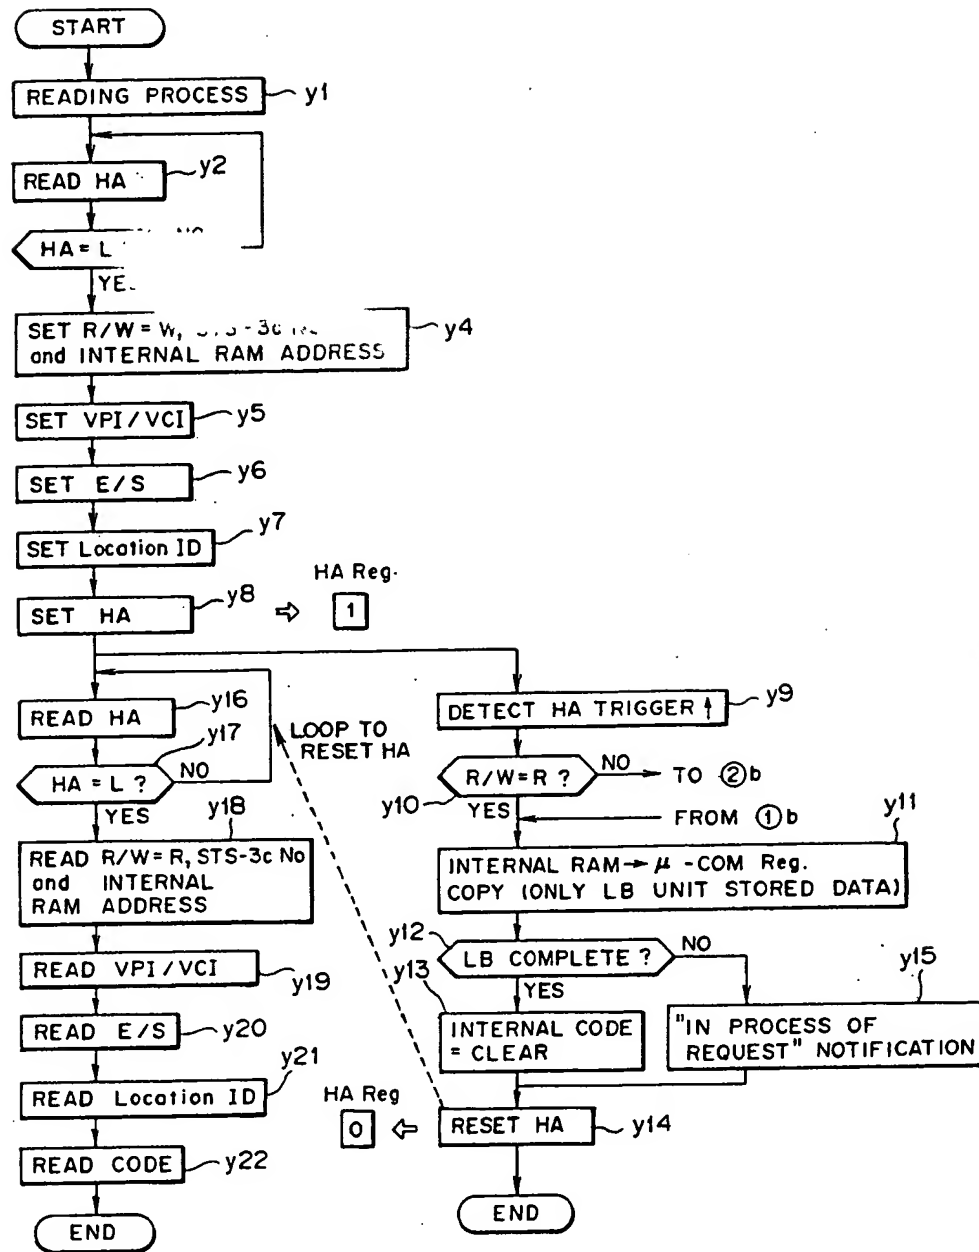 START
READING PROCESS
y1
READ HA
y2
HA = L
SET R/W = W,
and INTERNAL RAM ADDRESS
y4
SET VPI/VCI
y5
SET E/S
y6
SET Location ID
y7
SET HA
y8
⇨
HA Reg.
1
READ HA
y16
HA = L ?
y17
NO
YES
LOOP TO
RESET HA
READ R/W=R, STS-3c No
and INTERNAL
RAM ADDRESS
y18
READ VPI/VCI
y19
READ E/S
y20
READ Location ID
y21
READ CODE
y22
END
DETECT HA TRIGGER ↑
y9
R/W=R ?
y10
NO
TO ②b
YES
FROM ①b
INTERNAL RAM → μ-COM Reg.
COPY (ONLY LB UNIT STORED DATA)
y11
LB COMPLETE ?
y12
NO
YES
INTERNAL CODE
= CLEAR
y13
"IN PROCESS OF
REQUEST" NOTIFICATION
y15
HA Reg
0
⇦
RESET HA
y14
END